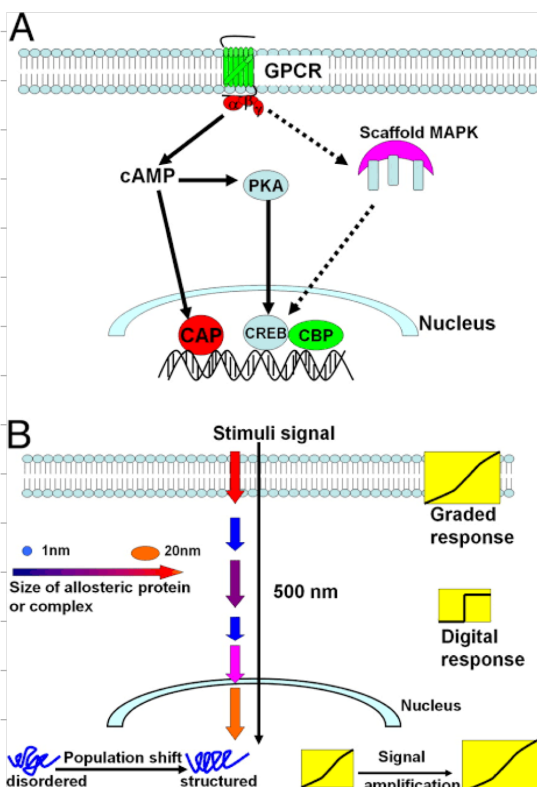 A
GPCR
α β γ
Scaffold MAPK
cAMP
PKA
Nucleus
CAP
CREB
CBP
B
Stimuli signal
Graded
response
1nm
20nm
Size of allosteric protein
or complex
500 nm
Digital
response
Nucleus
Population shift
disordered
structured
Signal
amplification